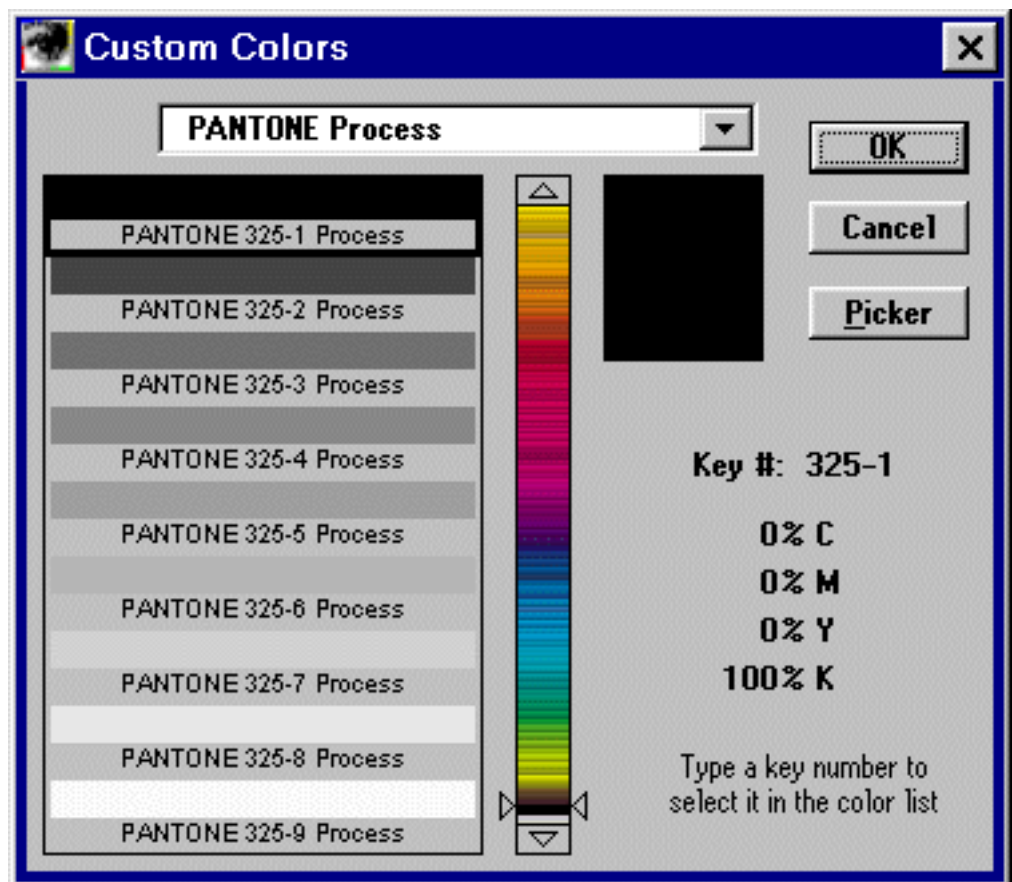 Custom Colors
PANTONE Process
OK
Cancel
Picker
PANTONE 325-1 Process
PANTONE 325-2 Process
PANTONE 325-3 Process
PANTONE 325-4 Process
PANTONE 325-5 Process
PANTONE 325-6 Process
PANTONE 325-7 Process
PANTONE 325-8 Process
PANTONE 325-9 Process
Key #: 325-1
0% C
0% M
0% Y
100% K
Type a key number to
select it in the color list